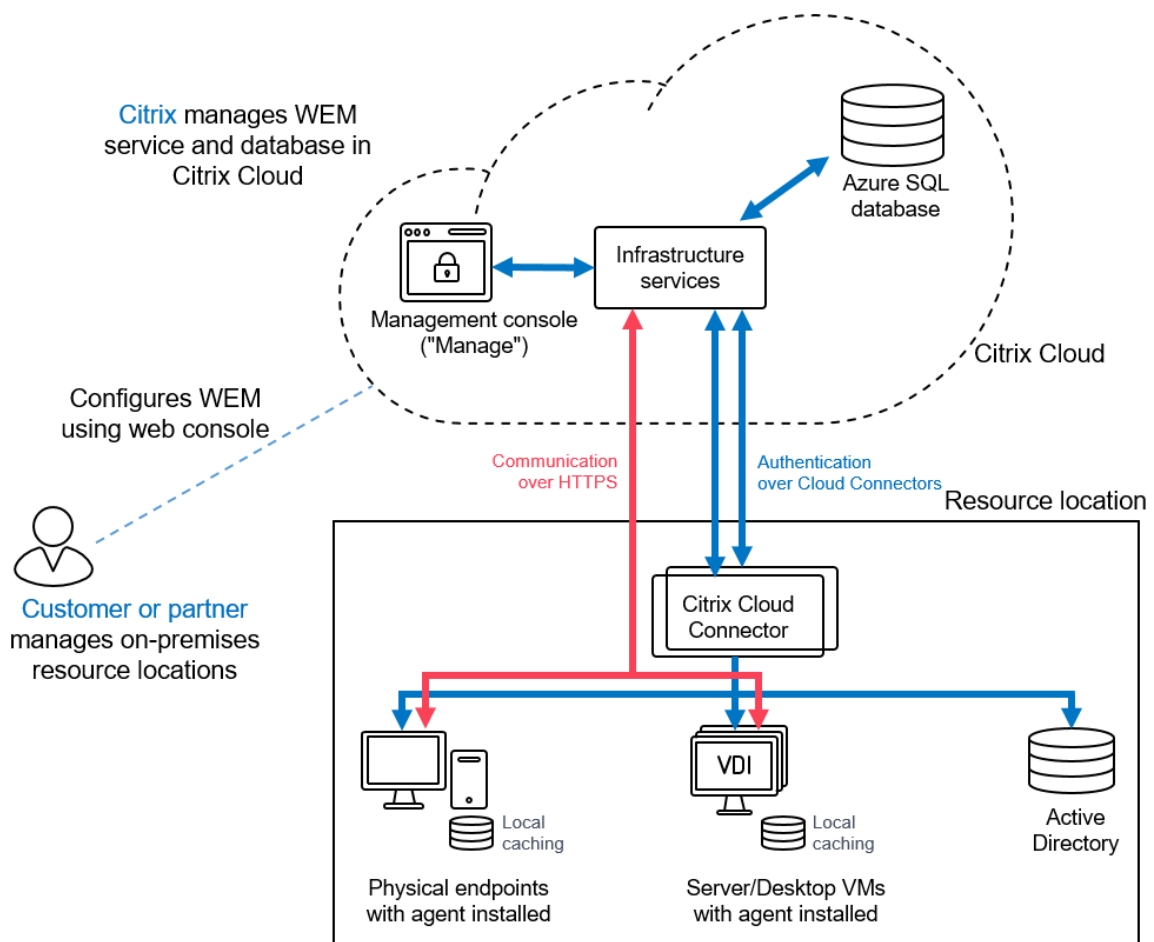 Citrix manages WEM
service and database in
Citrix Cloud
Azure SQL
database
Infrastructure
services
Management console
("Manage")
Citrix Cloud
Configures WEM
using web console
Communication
over HTTPS
Authentication
over Cloud Connectors
Resource location
Customer or partner
manages on-premises
resource locations
Citrix Cloud
Connector
VDI
Local
caching
Local
caching
Active
Directory
Physical endpoints
with agent installed
Server/Desktop VMs
with agent installed